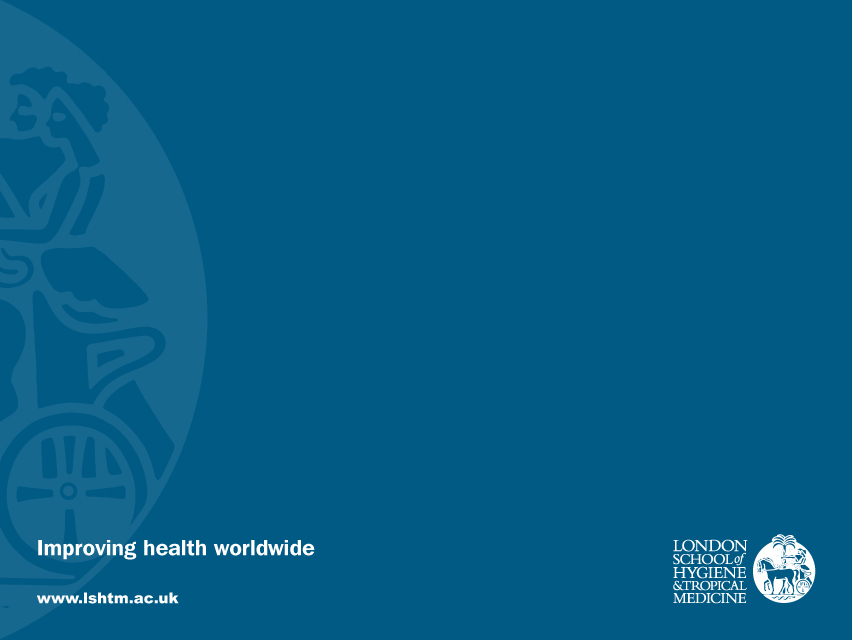 Improving health worldwide
www.lshtm.ac.uk
LONDON
SCHOOL of
HYGIENE
& TROPICAL
MEDICINE